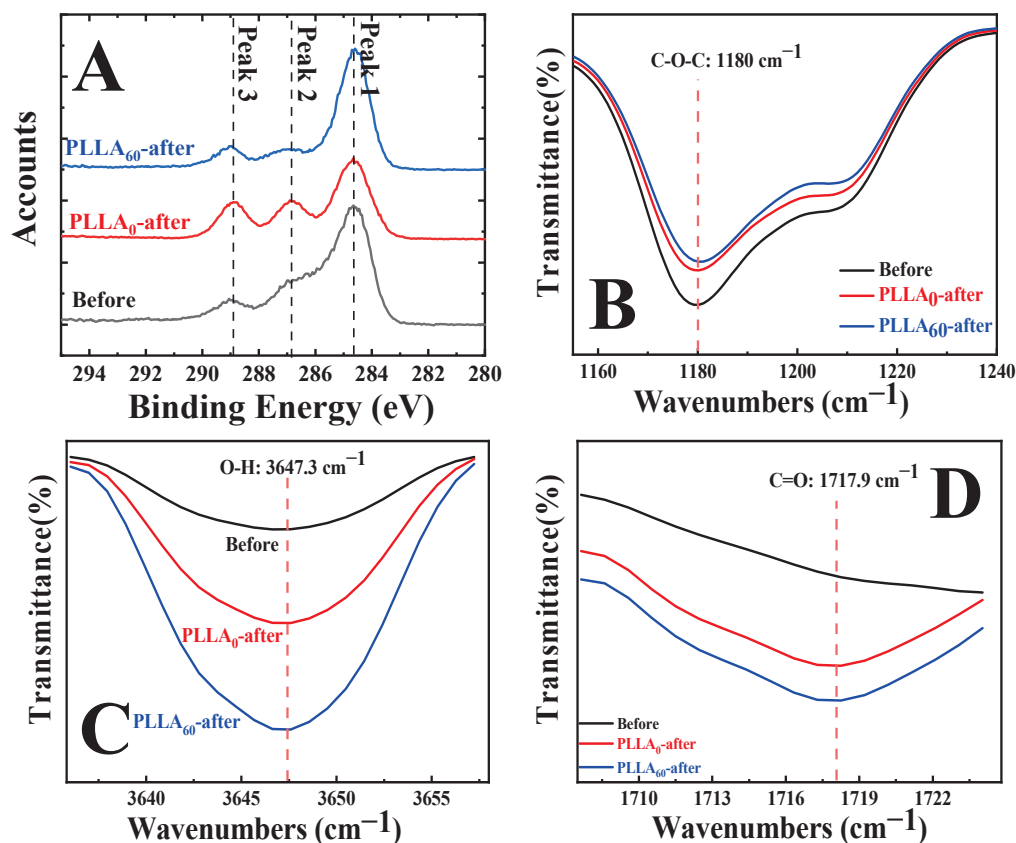 A
Peak 3
Peak 2
Peak 1
PLLA₆₀-after
PLLA₀-after
Before
Accounts
294 292 290 288 286 284 282 280
Binding Energy (eV)
C-O-C: 1180 cm⁻¹
B
Before
PLLA0-after
PLLA60-after
Transmittance(%)
1160 1180 1200 1220 1240
Wavenumbers (cm⁻¹)
O-H: 3647.3 cm⁻¹
Before
PLLA₀-after
PLLA₆₀-after
C
Transmittance(%)
3640 3645 3650 3655
Wavenumbers (cm⁻¹)
C=O: 1717.9 cm⁻¹
D
Before
PLLA₀-after
PLLA₆₀-after
Transmittance(%)
1710 1713 1716 1719 1722
Wavenumbers (cm⁻¹)